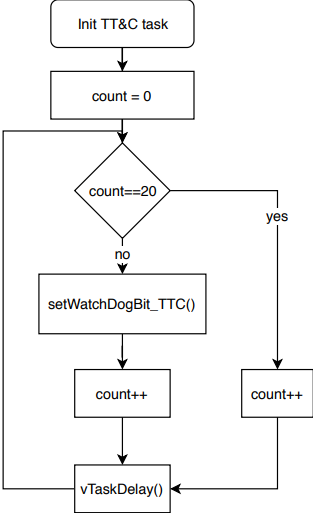 Init TT&C task
count = 0
count==20
yes
no
setWatchDogBit_TTC()
count++
count++
vTaskDelay()